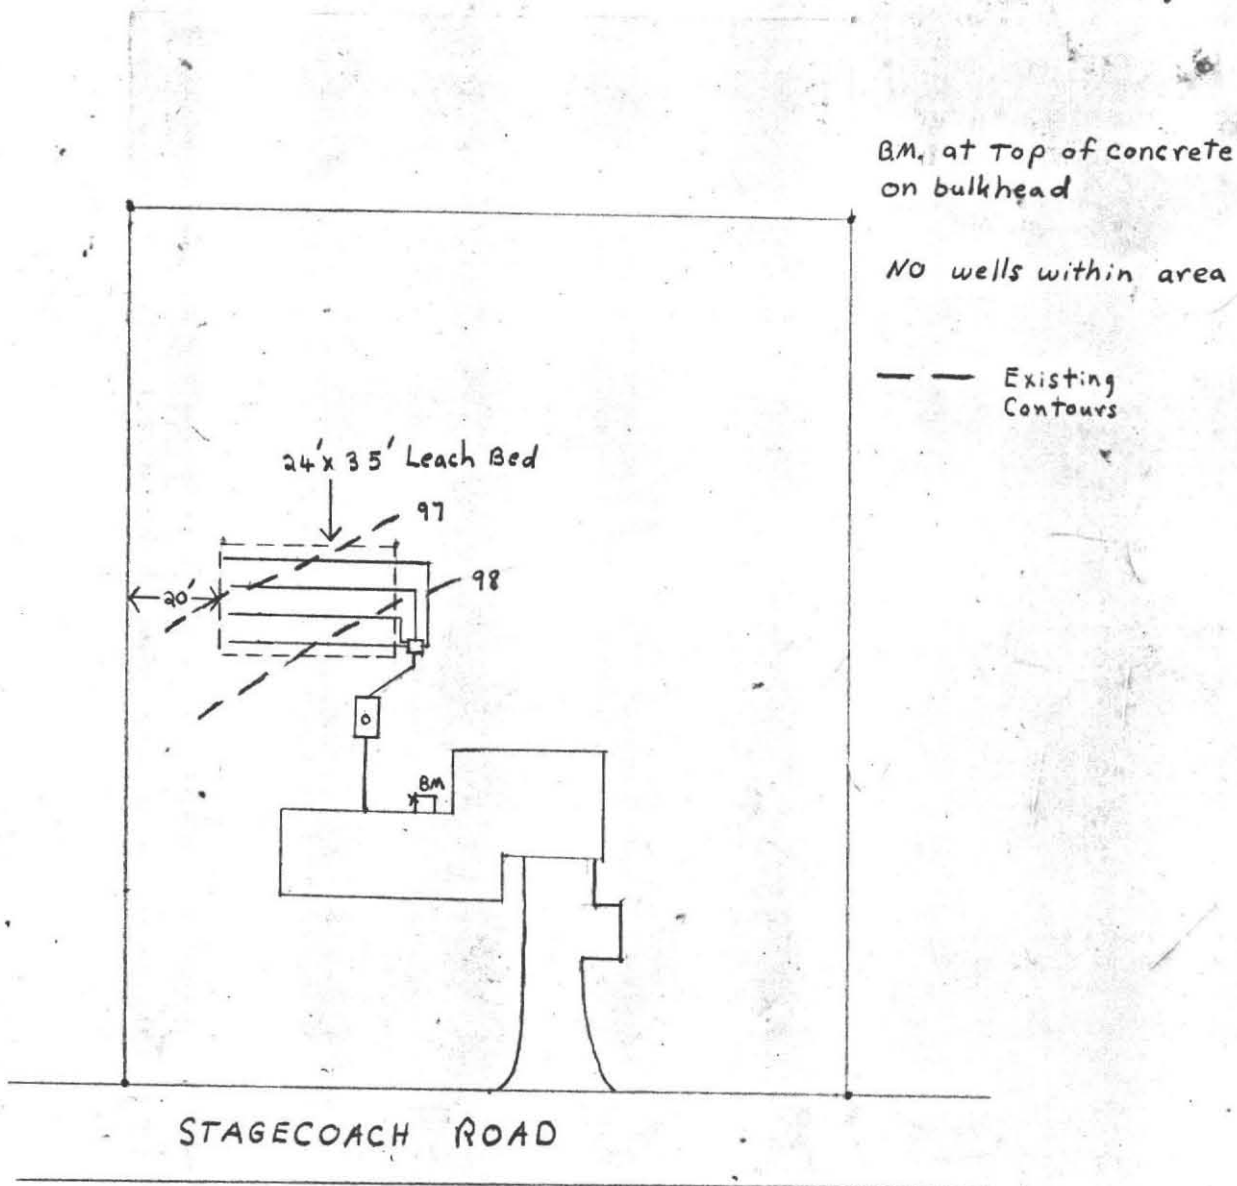 B.M. at Top of concrete
on bulkhead
No wells within area
Existing
Contours
24' x 35' Leach Bed
97
98
20'
O
BM
STAGECOACH ROAD